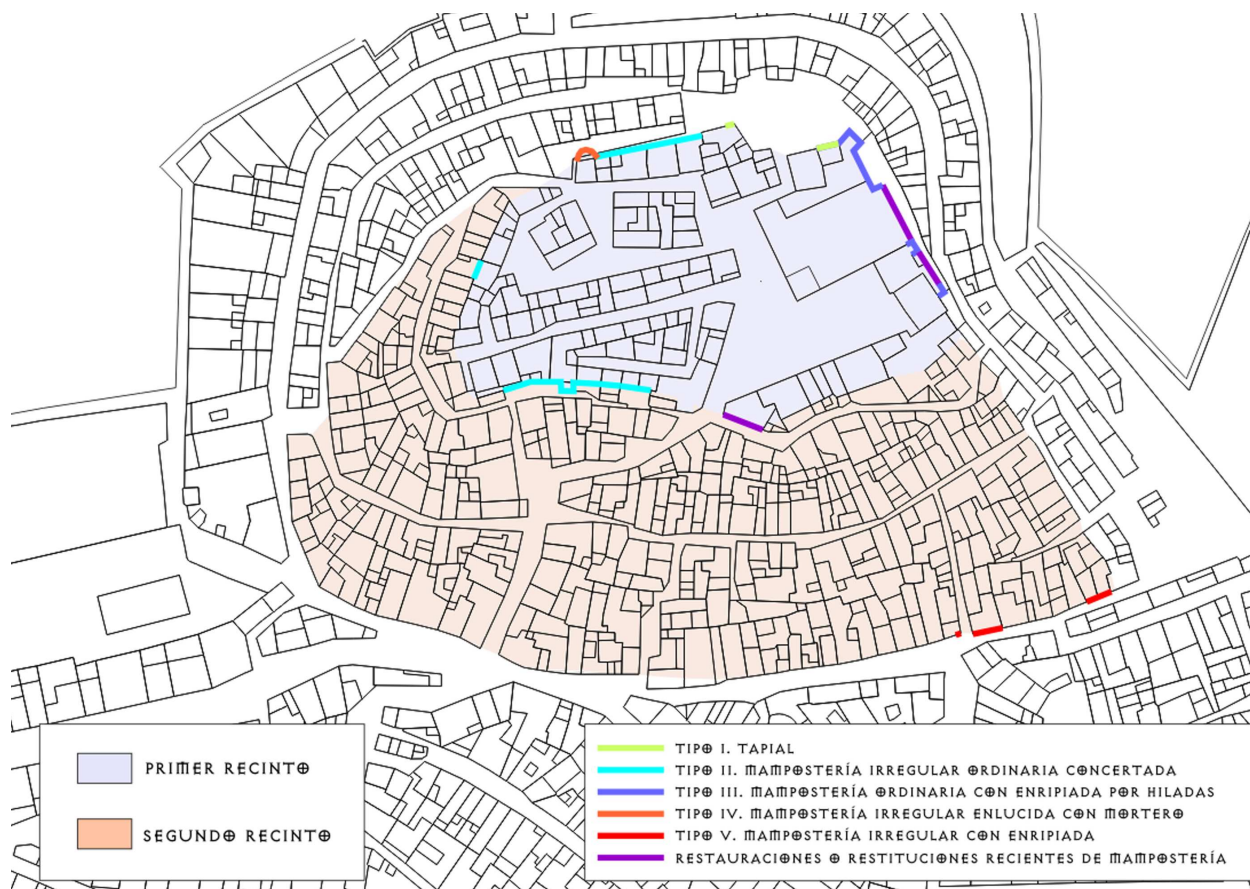 PRIMER RECINTO
SEGUNDO RECINTO
TIPO I. TAPIAL
TIPO II. MAMPOSTERÍA IRREGULAR ORDINARIA CONCERTADA
TIPO III. MAMPOSTERÍA ORDINARIA CON ENRIPIADA POR HILADAS
TIPO IV. MAMPOSTERÍA IRREGULAR ENLUCIDA CON MORTERO
TIPO V. MAMPOSTERÍA IRREGULAR CON ENRIPIADA
RESTAURACIONES O RESTITUCIONES RECIENTES DE MAMPOSTERÍA